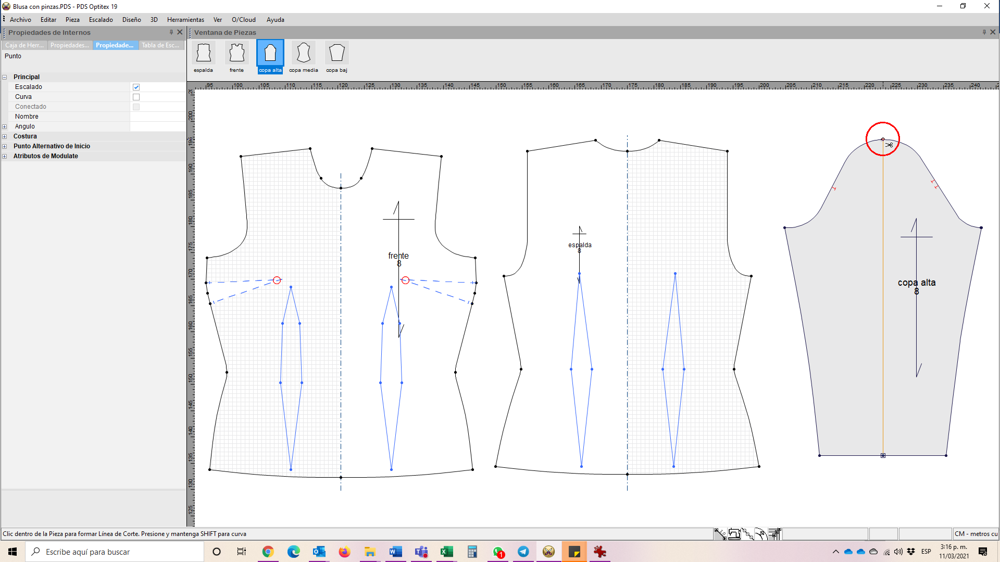 Blusa con pinzas.PDS - PDS Optitex 19
Archivo Editar Pieza Escalado Diseño 3D Herramientas Ver O/Cloud Ayuda
Propiedades de Internos
Caja de Herr... Propiedades... Propiedade... Tabla de Esc...
Punto
Principal
Escalado
Curva
Conectado
Nombre
Angulo
Costura
Punto Alternativo de Inicio
Atributos de Modulate
Ventana de Piezas
espalda frente copa alta copa media copa baj
95 100 105 110 115 120 125 130 135 140 145 150 155 160 165 170 175 180 185 190 195 200 205 210 215 220 225 230 235 240
200
195
190
185
180
175
170
165
160
155
150
145
140
135
130
125
frente
8
espalda
8
copa alta
8
Clic dentro de la Pieza para formar Línea de Corte. Presione y mantenga SHIFT para curva
CM - metros cu
Escribe aquí para buscar
1
ESP
3:16 p. m.
11/03/2021